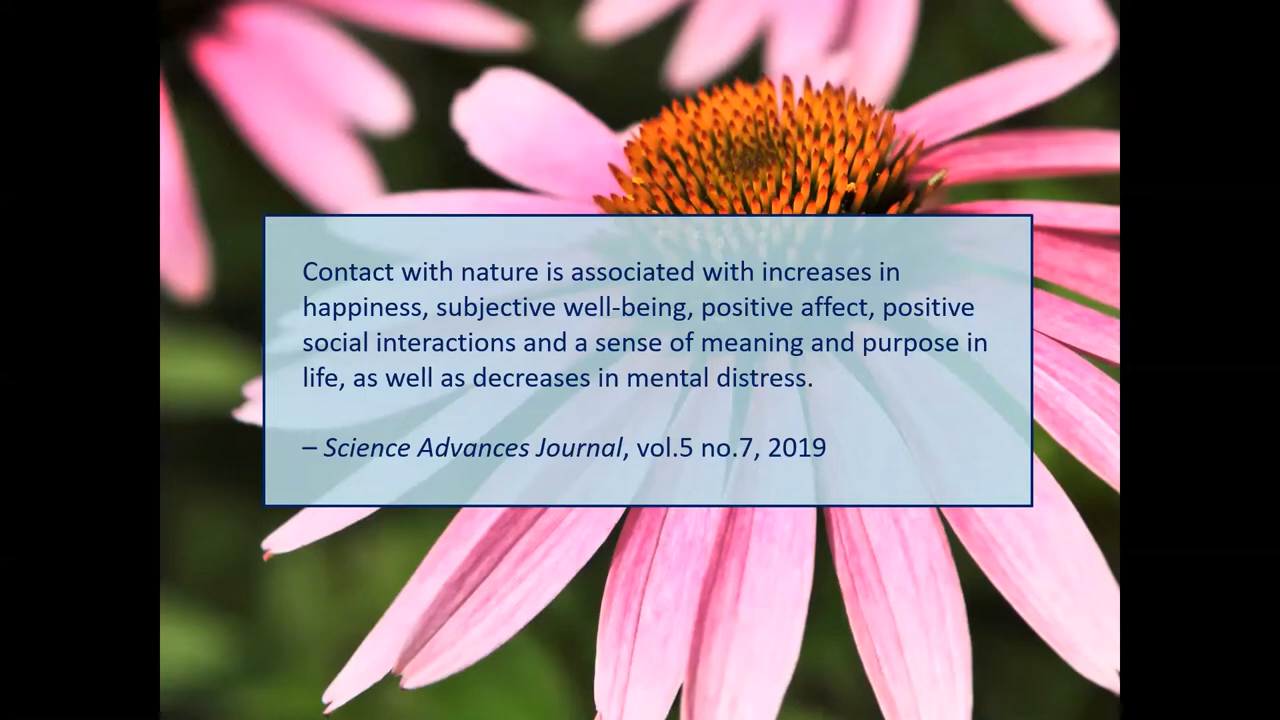 Contact with nature is associated with increases in
happiness, subjective well-being, positive affect, positive
social interactions and a sense of meaning and purpose in
life, as well as decreases in mental distress.
– Science Advances Journal, vol.5 no.7, 2019